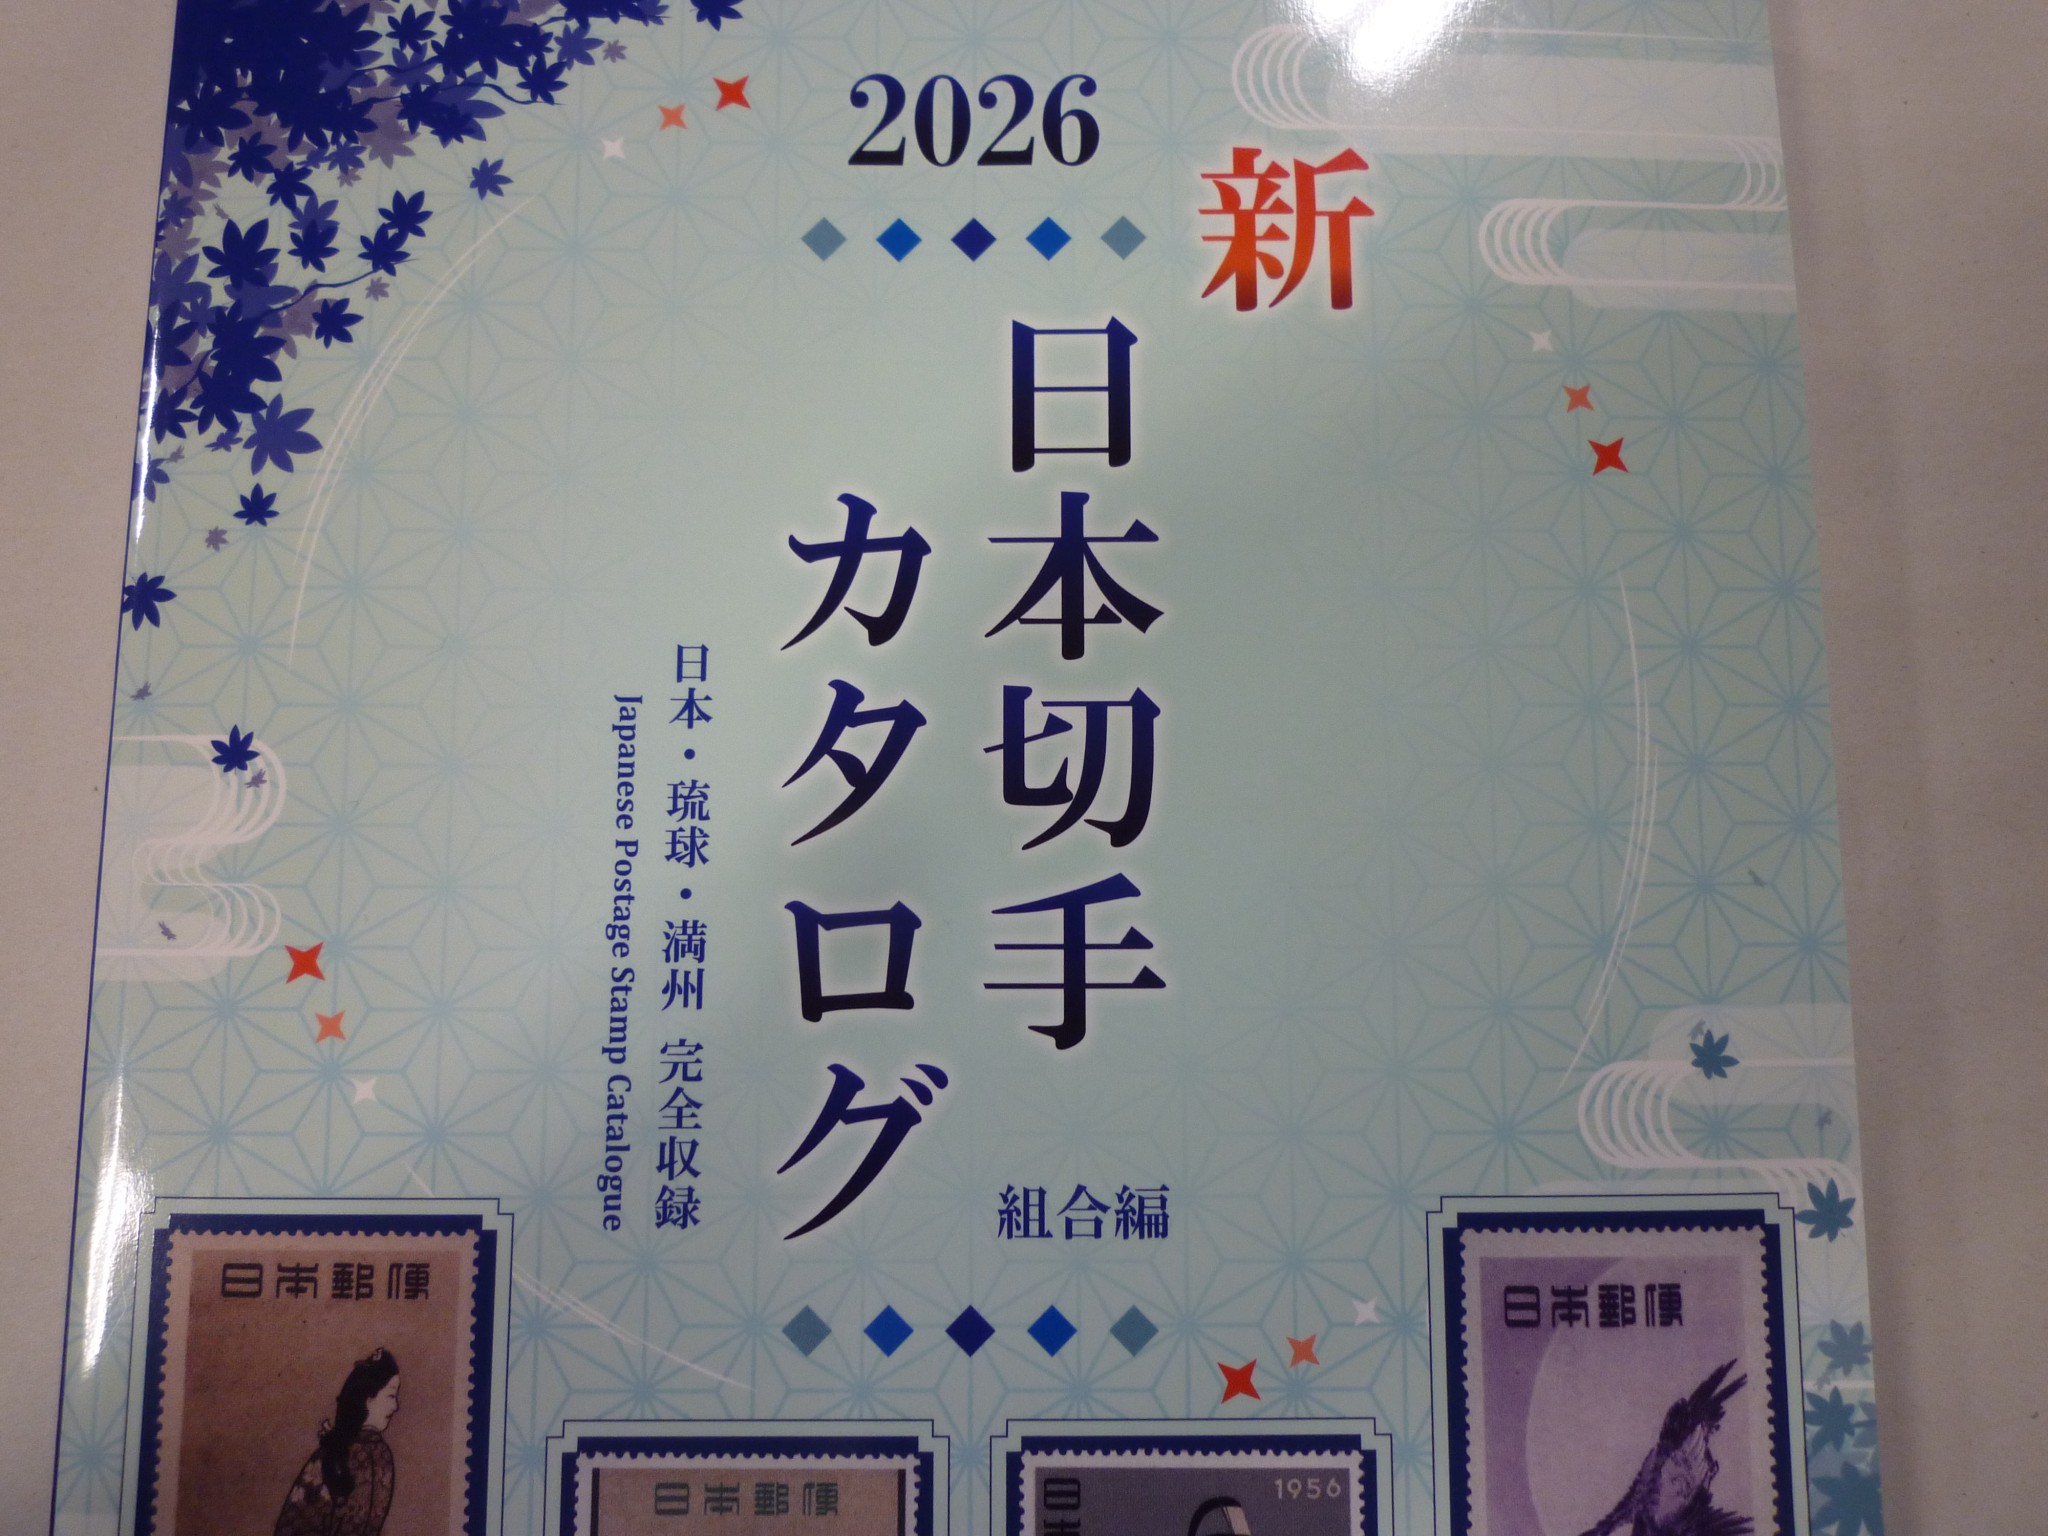 2026
新
日本切手
カタログ
組合編
日本・琉球・満州 完全収録
Japanese Postage Stamp Catalogue
日本郵便
日本郵便
日本
1956
日本郵便